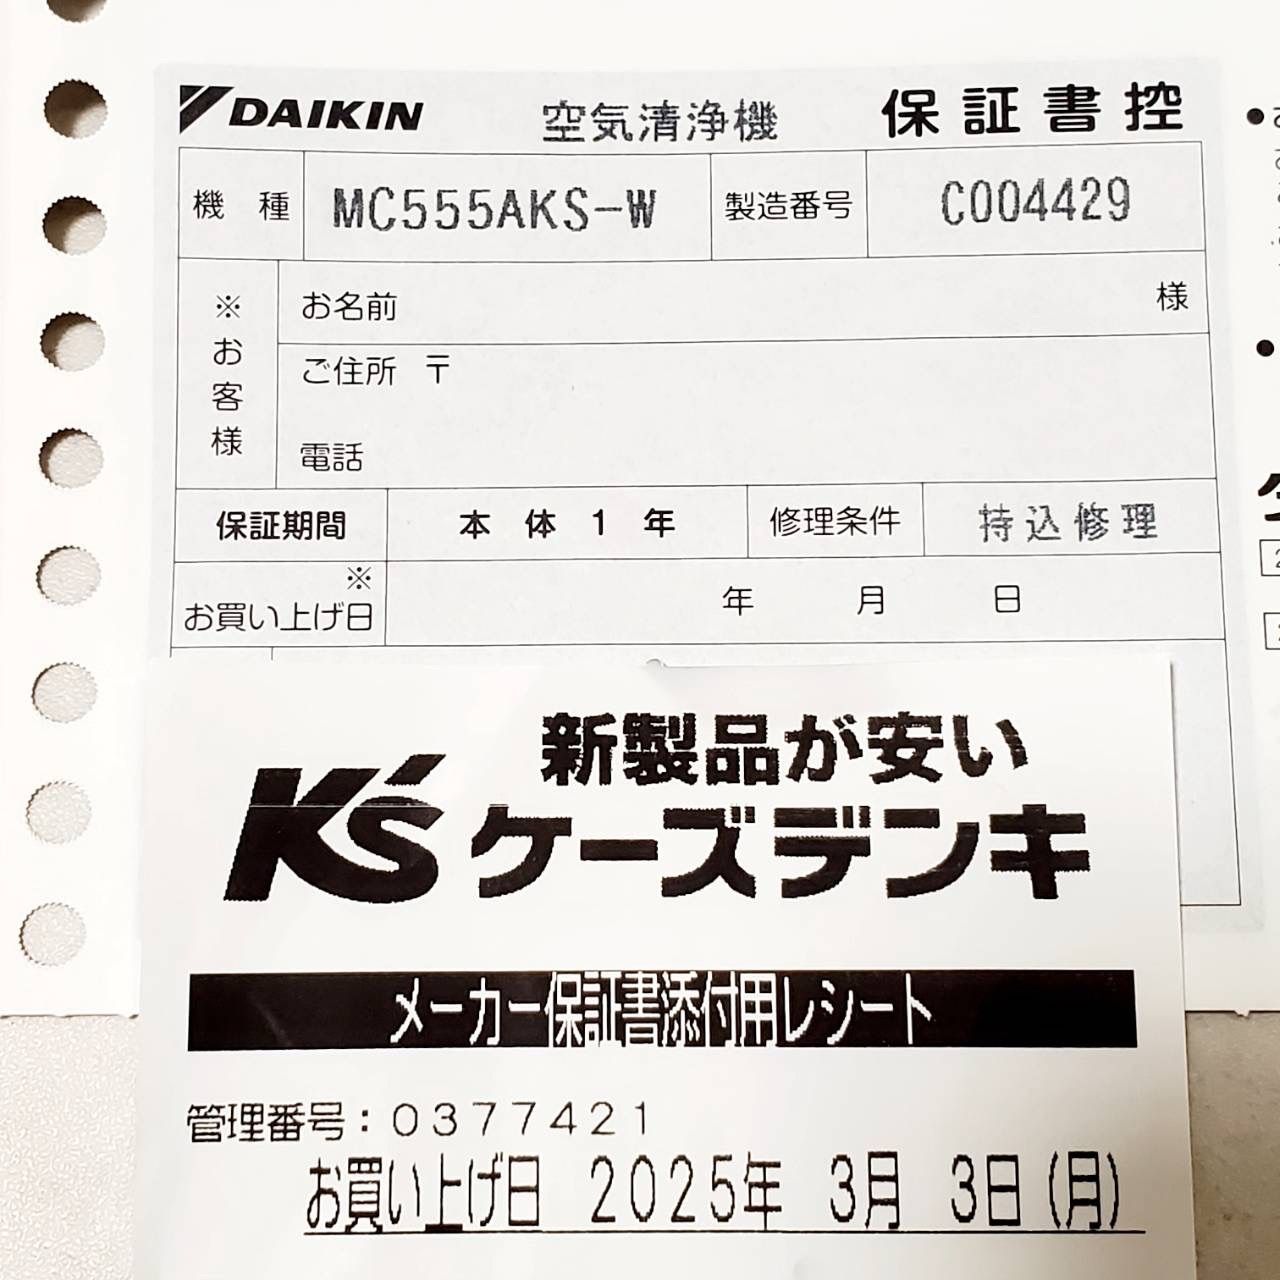 DAIKIN 空気清浄機 保証書控
機種 MC555AKS-W 製造番号 C004429
※お客様
お名前 様
ご住所 〒
電話
保証期間 本体1年 修理条件 持込修理
※
お買い上げ日 年 月 日
新製品が安い
K's ケーズデンキ
メーカー保証書添付用レシート
管理番号：0377421
お買い上げ日 2025年 3月 3日(月)